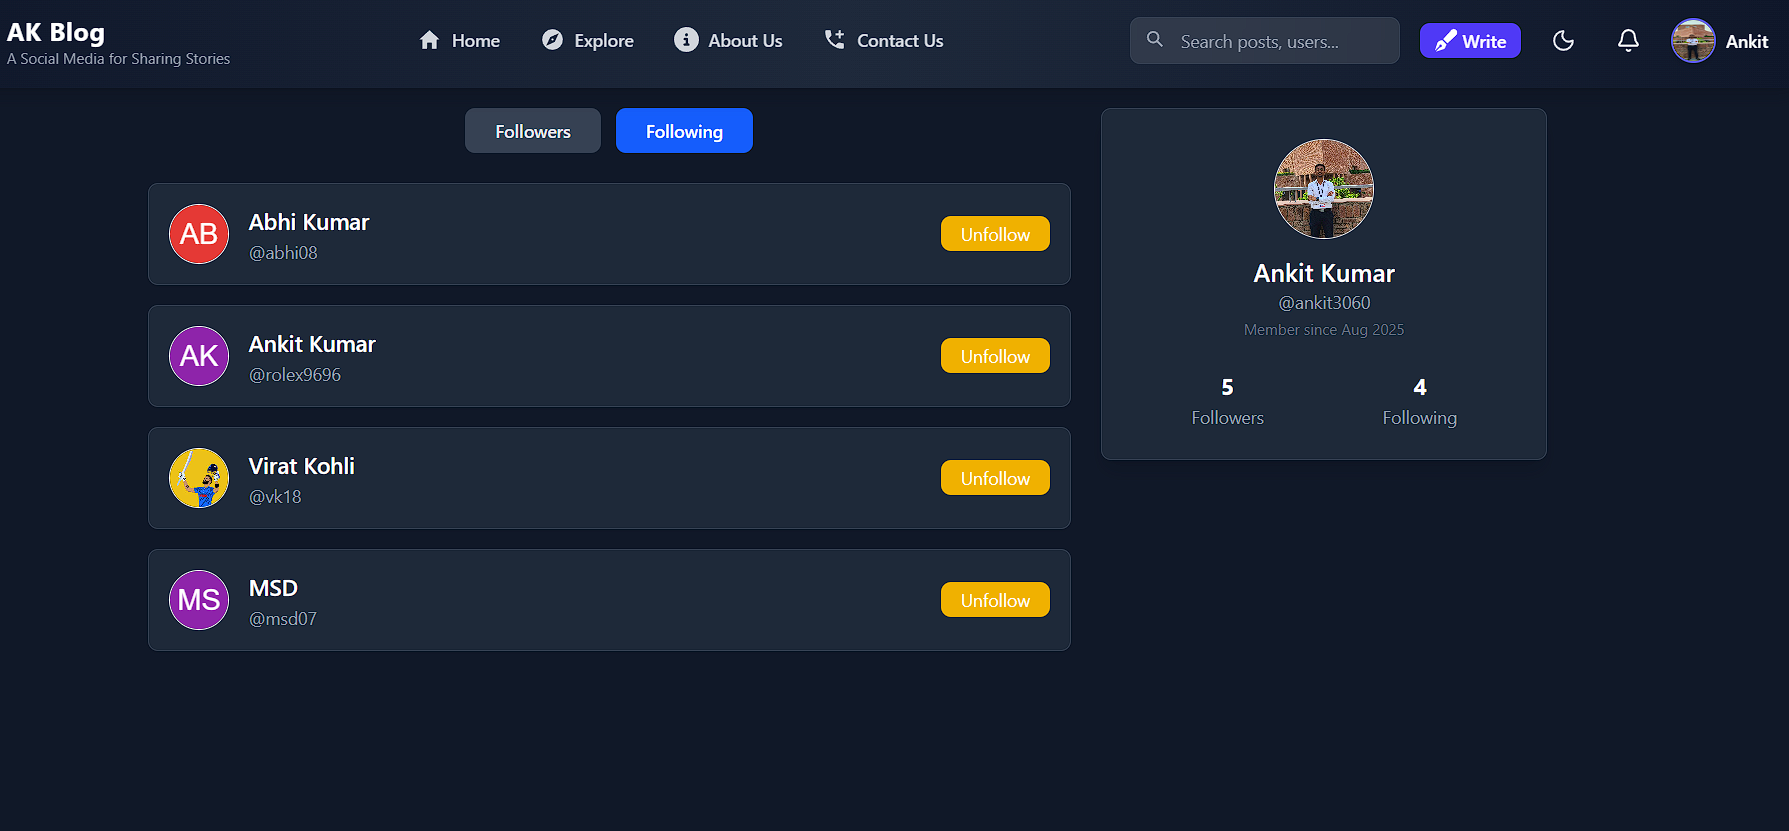 AK Blog
A Social Media for Sharing Stories
Home
Explore
About Us
Contact Us
Search posts, users...
Write
Ankit
Followers
Following
AB
Abhi Kumar
@abhi08
Unfollow
AK
Ankit Kumar
@rolex9696
Unfollow
Virat Kohli
@vk18
Unfollow
MS
MSD
@msd07
Unfollow
Ankit Kumar
@ankit3060
Member since Aug 2025
5
Followers
4
Following